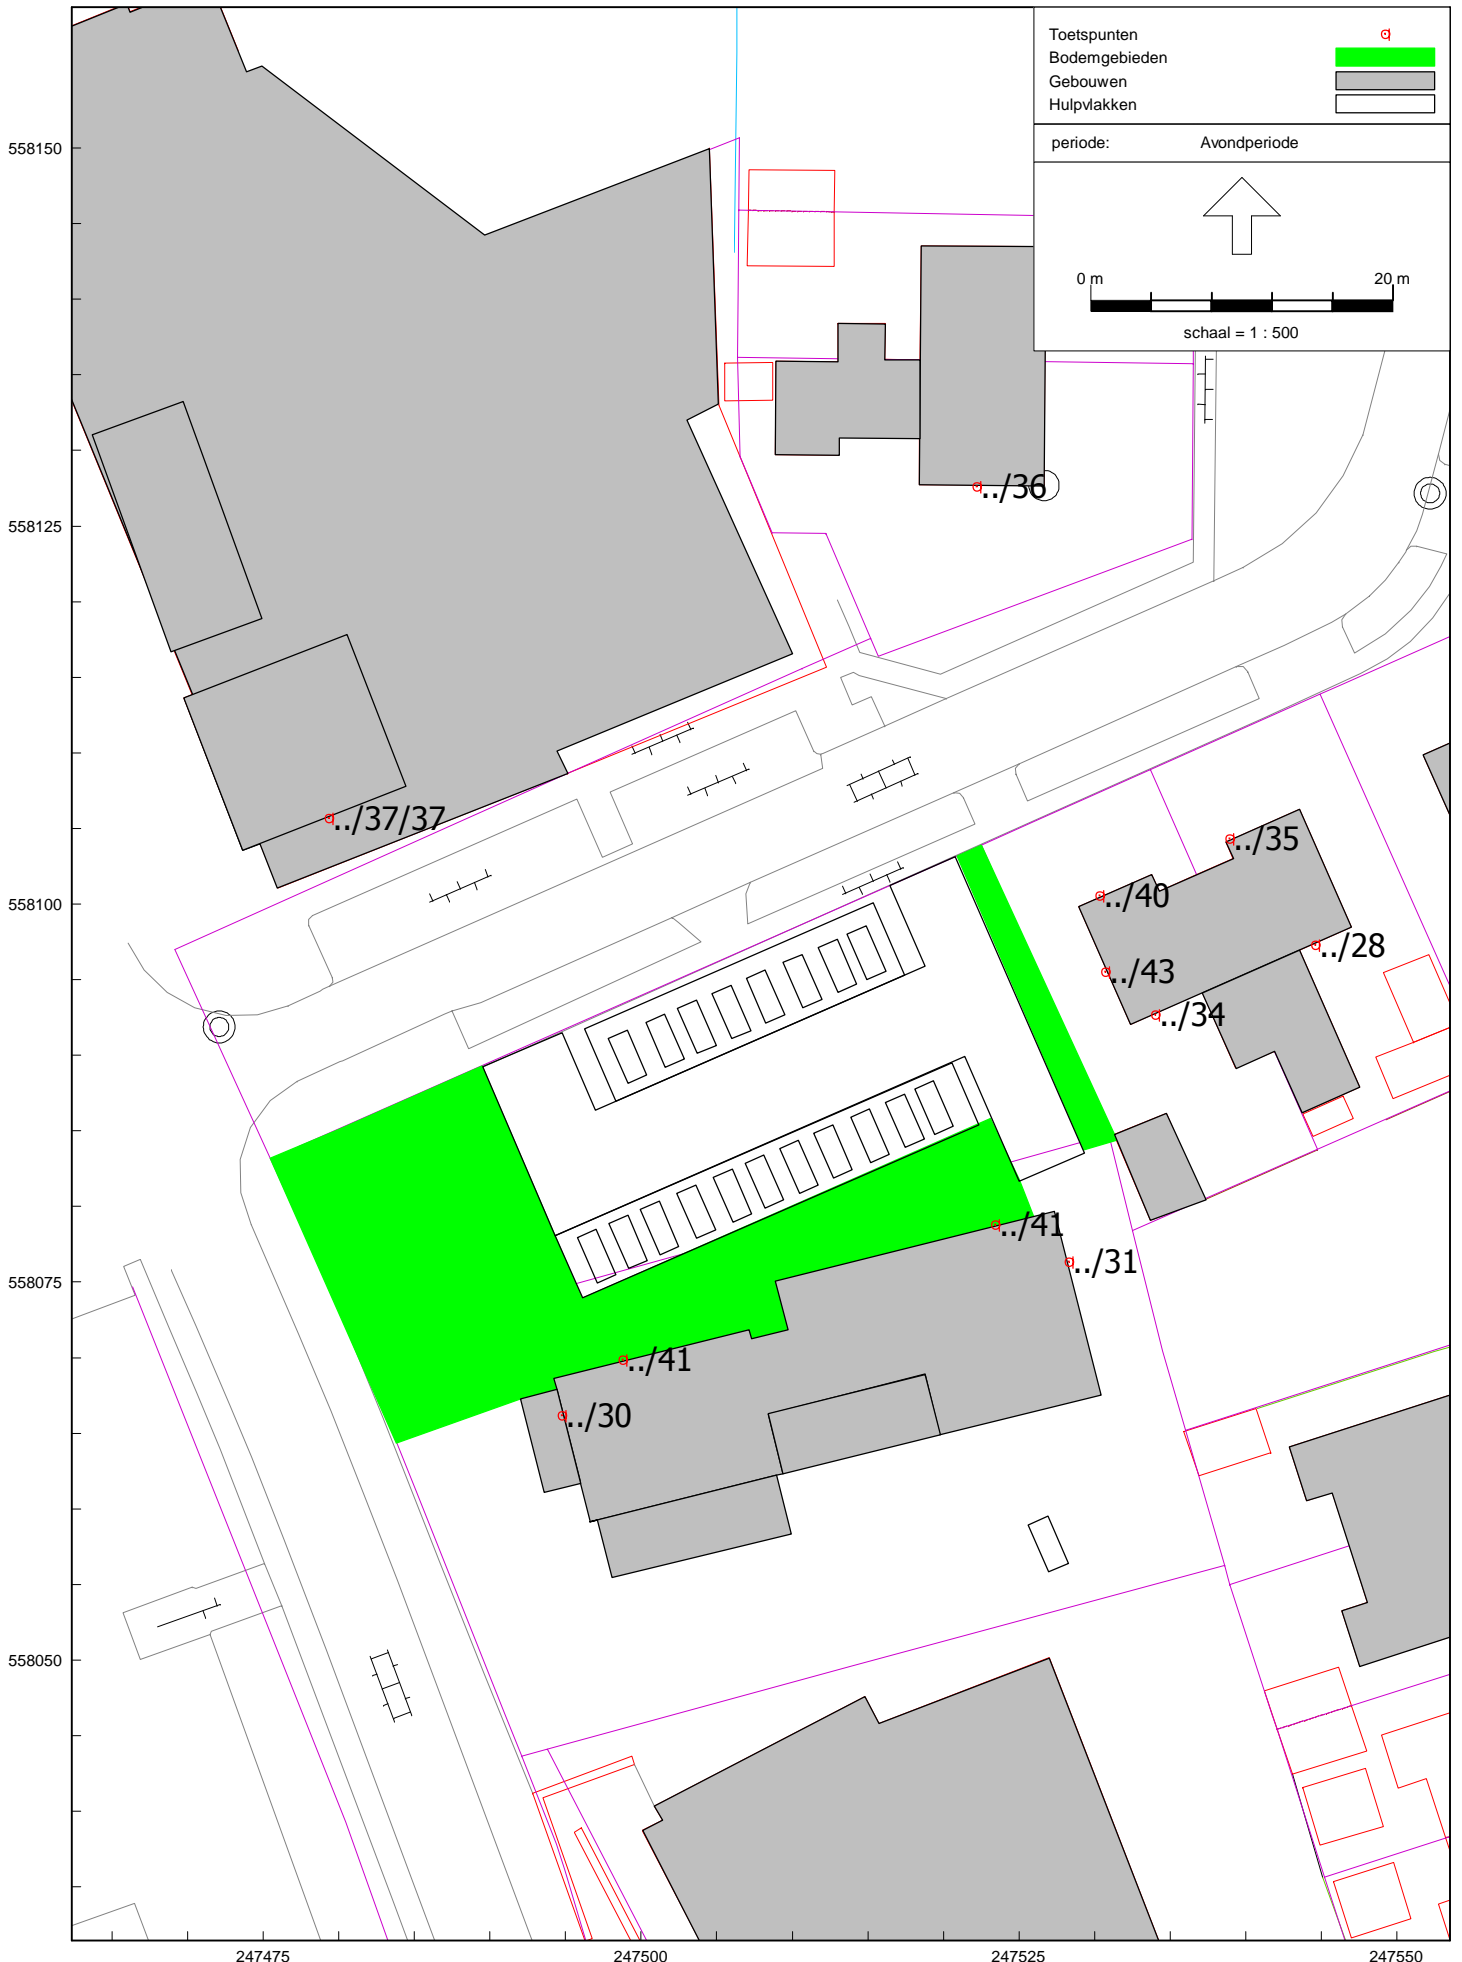 Toetspunten
Bodemgebieden
Gebouwen
Hulpvlakken
periode: Avondperiode
0 m 20 m
schaal = 1 : 500
558150
558125
../36
../37/37
../35
558100
../40
../28
../43
../34
../41
../31
558075
../41
../30
558050
247475 247500 247525 247550